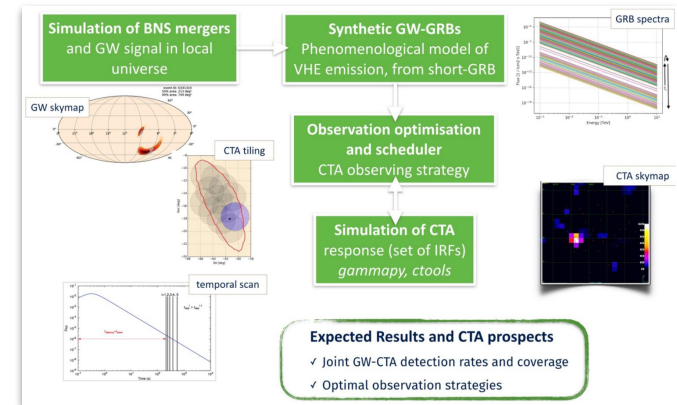 Simulation of BNS mergers
and GW signal in local
universe
Synthetic GW-GRBs
Phenomenological model of
VHE emission, from short-GRB
GRB spectra
Energy [TeV]
GW skymap
CTA tiling
Observation optimisation
and scheduler
CTA observing strategy
CTA skymap
Simulation of CTA
response (set of IRFs)
gammapy, ctools
temporal scan
Time (s)
Expected Results and CTA prospects
✓ Joint GW-CTA detection rates and coverage
✓ Optimal observation strategies